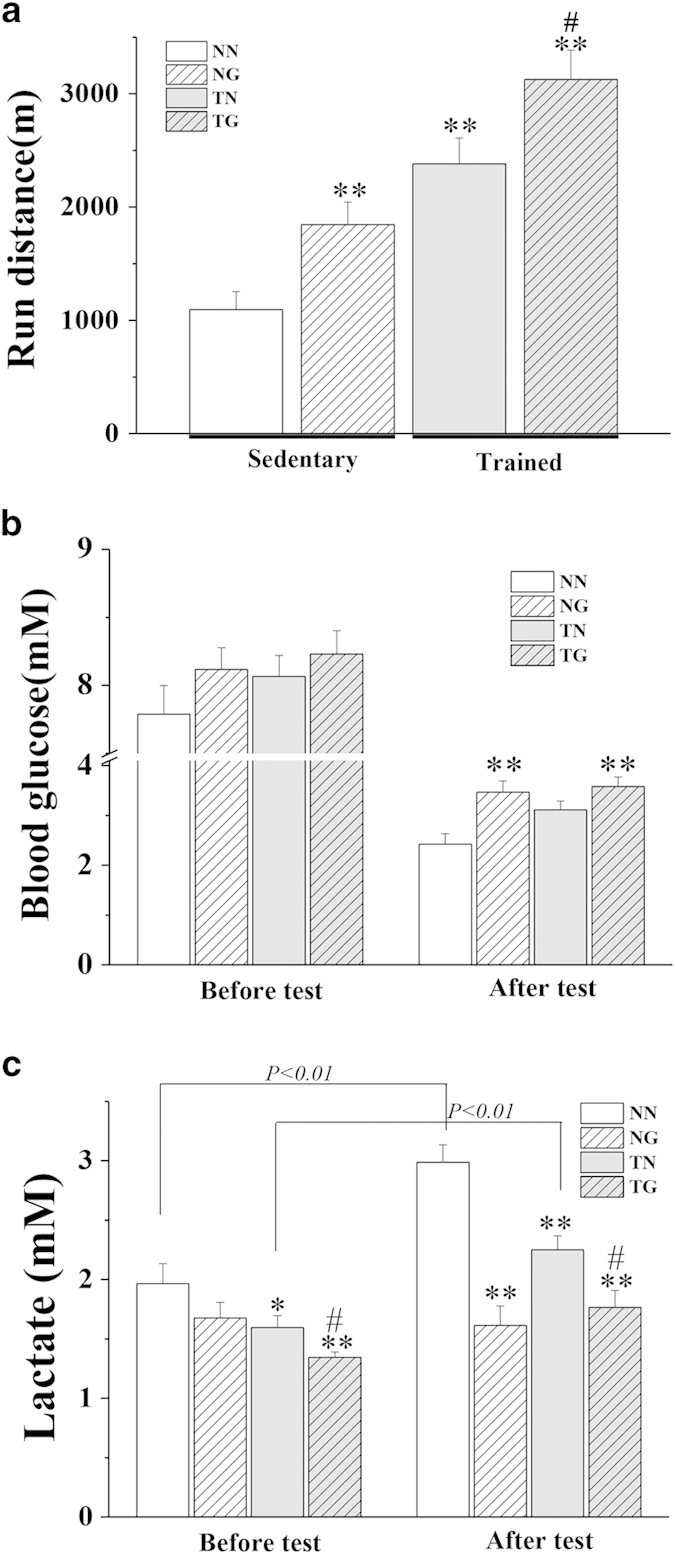 a
Run distance(m)
3000
2000
1000
0
NN
NG
TN
TG
**
**
#
**
Sedentary
Trained
b
Blood glucose(mM)
9
8
4
2
0
NN
NG
TN
TG
**
**
Before test
After test
c
Lactate (mM)
3
2
1
0
P<0.01
P<0.01
NN
NG
TN
TG
*
#
**
**
**
#
**
Before test
After test